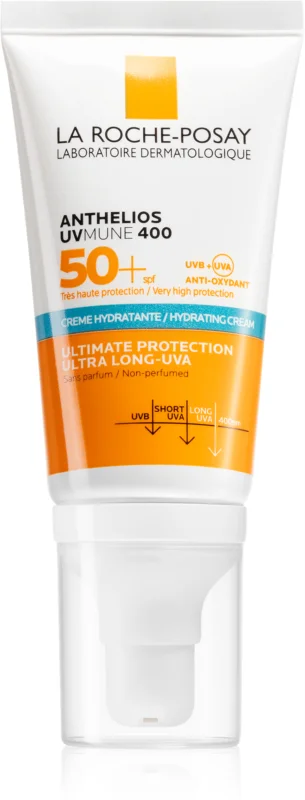 LA ROCHE-POSAY
LABORATOIRE DERMATOLOGIQUE
ANTHELIOS
UVMUNE 400
50+ spf
UVB + UVA
ANTI-OXYDANT
Très haute protection / Very high protection
CREME HYDRATANTE / HYDRATING CREAM
ULTIMATE PROTECTION
ULTRA LONG-UVA
Sans parfum / Non-perfumed
UVB
SHORT UVA
LONG UVA
400nm